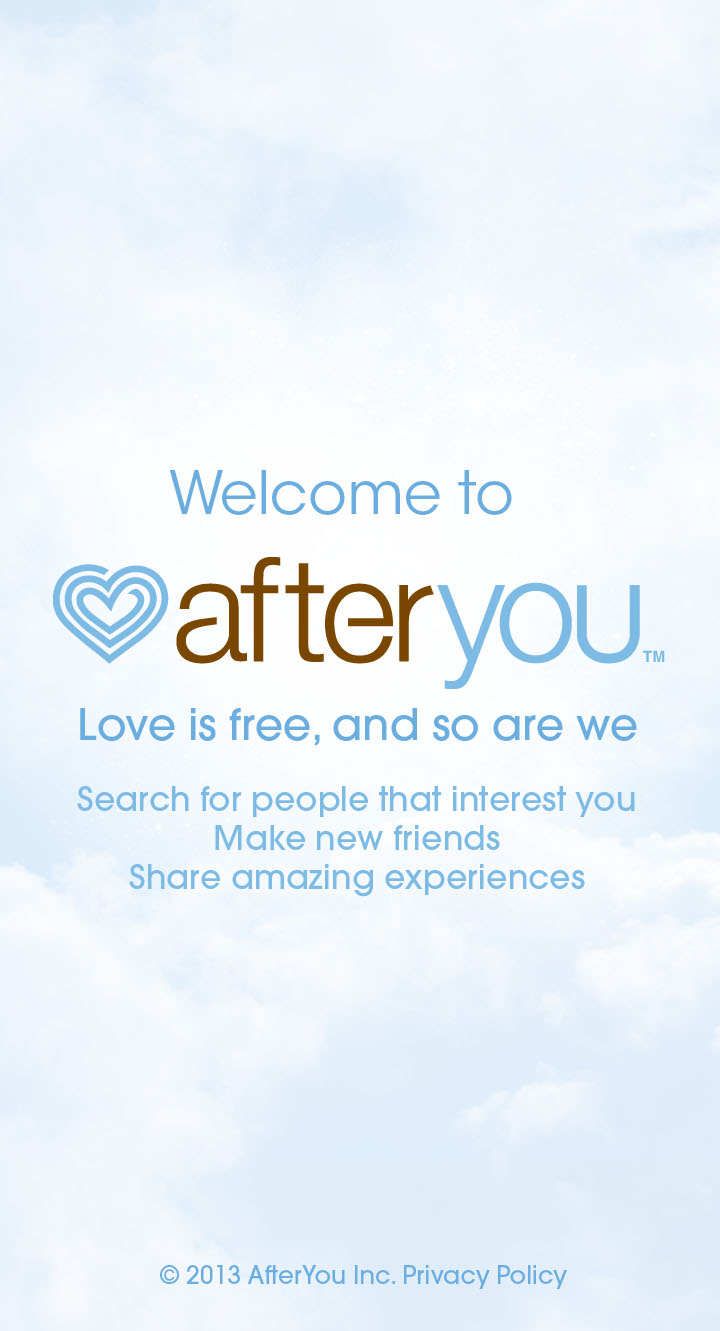 Welcome to
afteryou™
Love is free, and so are we
Search for people that interest you
Make new friends
Share amazing experiences
© 2013 AfterYou Inc. Privacy Policy